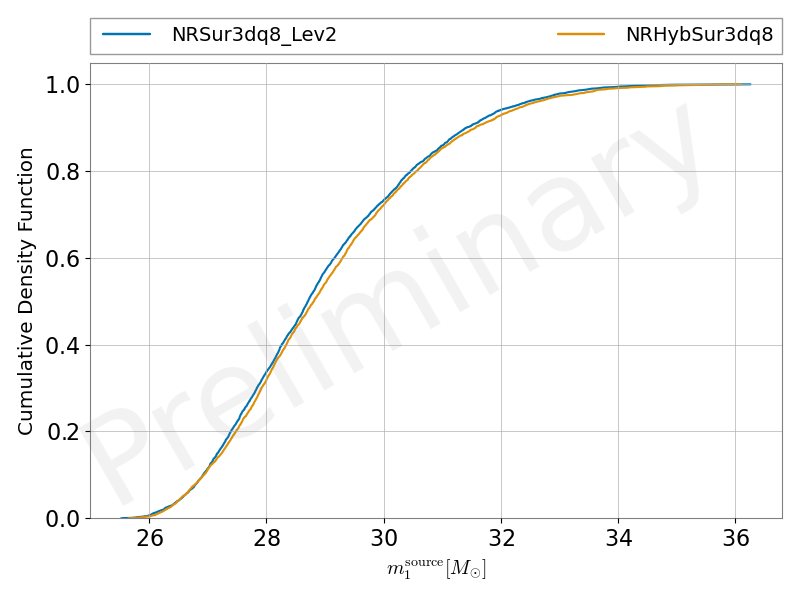 NRSur3dq8_Lev2 NRHybSur3dq8
1.0
0.8
0.6
0.4
0.2
0.0
Cumulative Density Function
Preliminary
26 28 30 32 34 36
m₁^source [M⊙]